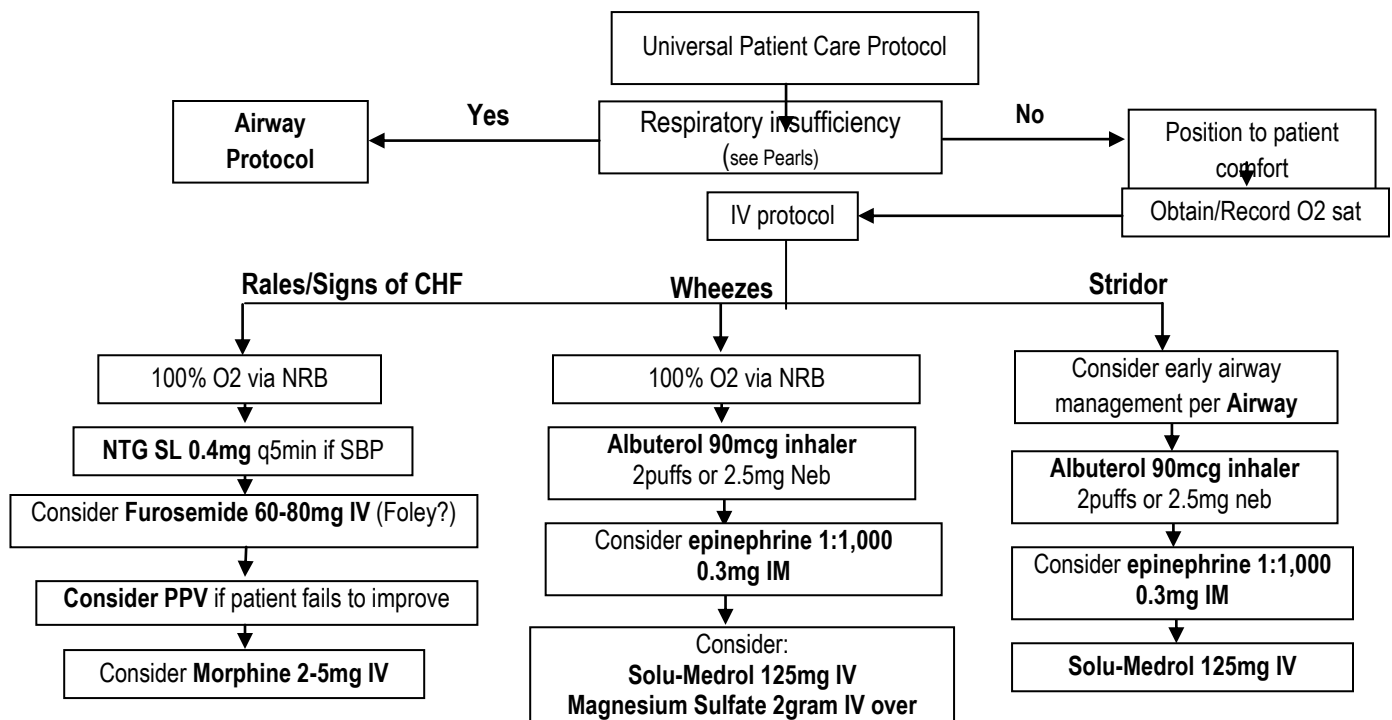 Universal Patient Care Protocol
Yes
No
Airway
Protocol
Respiratory insufficiency
(see Pearls)
Position to patient
comfort
IV protocol
Obtain/Record O2 sat
Rales/Signs of CHF
Wheezes
Stridor
100% O2 via NRB
NTG SL 0.4mg q5min if SBP
Consider Furosemide 60-80mg IV (Foley?)
Consider PPV if patient fails to improve
Consider Morphine 2-5mg IV
100% O2 via NRB
Albuterol 90mcg inhaler
2puffs or 2.5mg Neb
Consider epinephrine 1:1,000
0.3mg IM
Consider:
Solu-Medrol 125mg IV
Magnesium Sulfate 2gram IV over
Consider early airway
management per Airway
Albuterol 90mcg inhaler
2puffs or 2.5mg neb
Consider epinephrine 1:1,000
0.3mg IM
Solu-Medrol 125mg IV